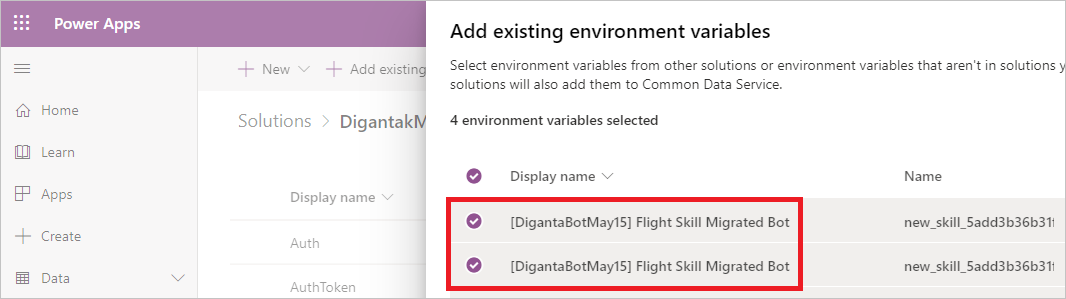 Power Apps
Home
Learn
Apps
Create
Data
New
Add existing
Solutions > DigantakM
Display name
Auth
AuthToken
Add existing environment variables
Select environment variables from other solutions or environment variables that aren't in solutions y
solutions will also add them to Common Data Service.
4 environment variables selected
Display name Name
[DigantaBotMay15] Flight Skill Migrated Bot new_skill_5add3b36b31f
[DigantaBotMay15] Flight Skill Migrated Bot new_skill_5add3b36b31f